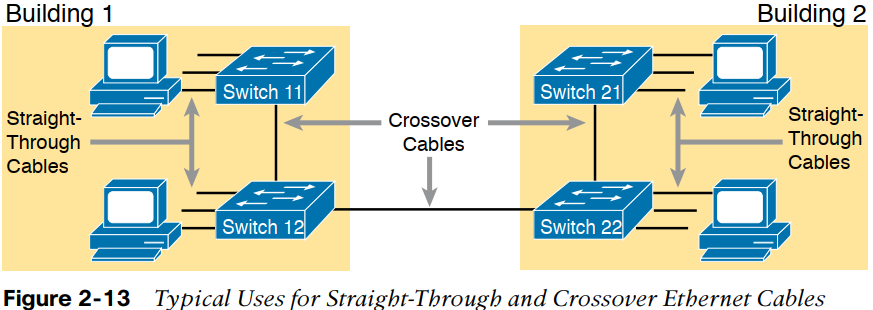 Building 1
Building 2
Switch 11
Switch 21
Straight-
Through
Cables
Crossover
Cables
Straight-
Through
Cables
Switch 12
Switch 22
Figure 2-13 Typical Uses for Straight-Through and Crossover Ethernet Cables